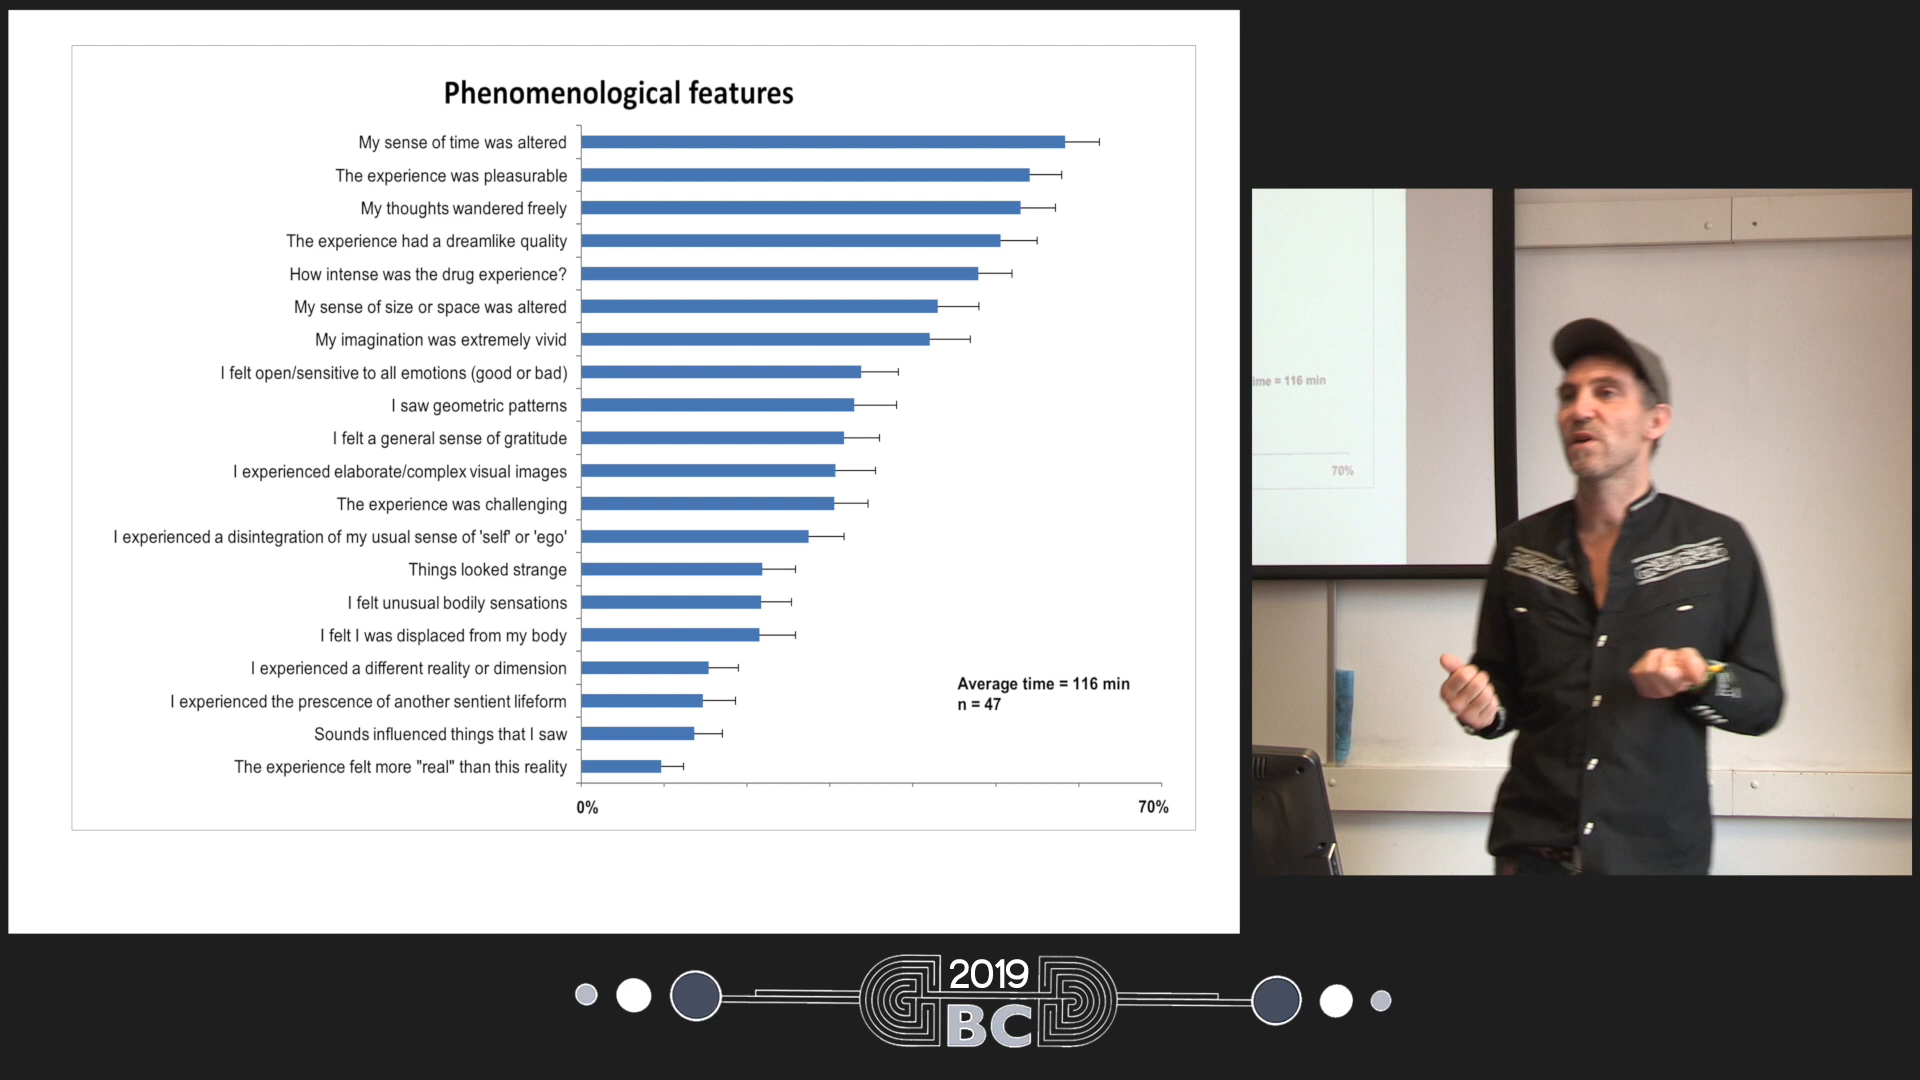 Phenomenological features
My sense of time was altered
The experience was pleasurable
My thoughts wandered freely
The experience had a dreamlike quality
How intense was the drug experience?
My sense of size or space was altered
My imagination was extremely vivid
I felt open/sensitive to all emotions (good or bad)
I saw geometric patterns
I felt a general sense of gratitude
I experienced elaborate/complex visual images
The experience was challenging
I experienced a disintegration of my usual sense of 'self' or 'ego'
Things looked strange
I felt unusual bodily sensations
I felt I was displaced from my body
I experienced a different reality or dimension
I experienced the prescence of another sentient lifeform
Sounds influenced things that I saw
The experience felt more "real" than this reality
Average time = 116 min
n = 47
0%
70%
ime = 116 min
70%
2019
BC